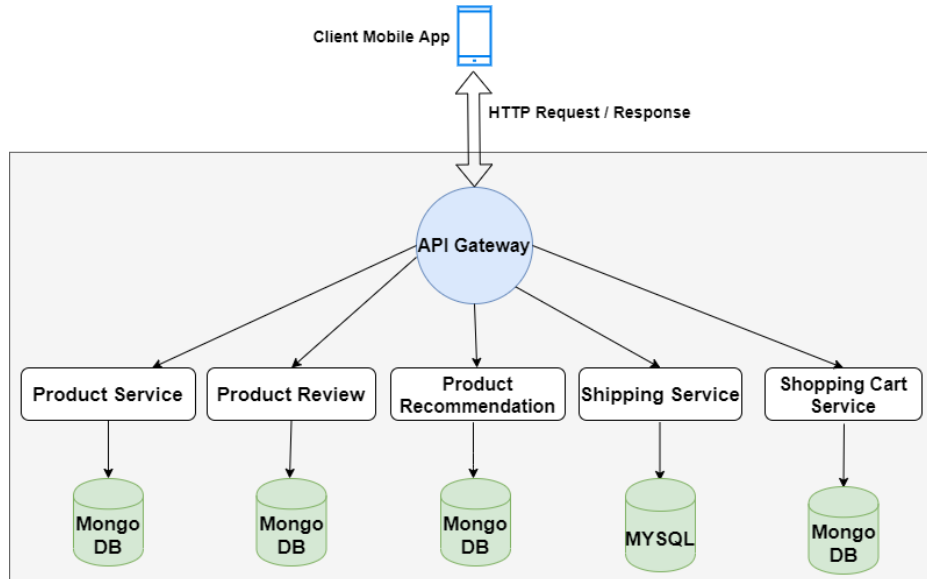 Client Mobile App
HTTP Request / Response
API Gateway
Product Service
Product Review
Product
Recommendation
Shipping Service
Shopping Cart
Service
Mongo
DB
Mongo
DB
Mongo
DB
MYSQL
Mongo
DB